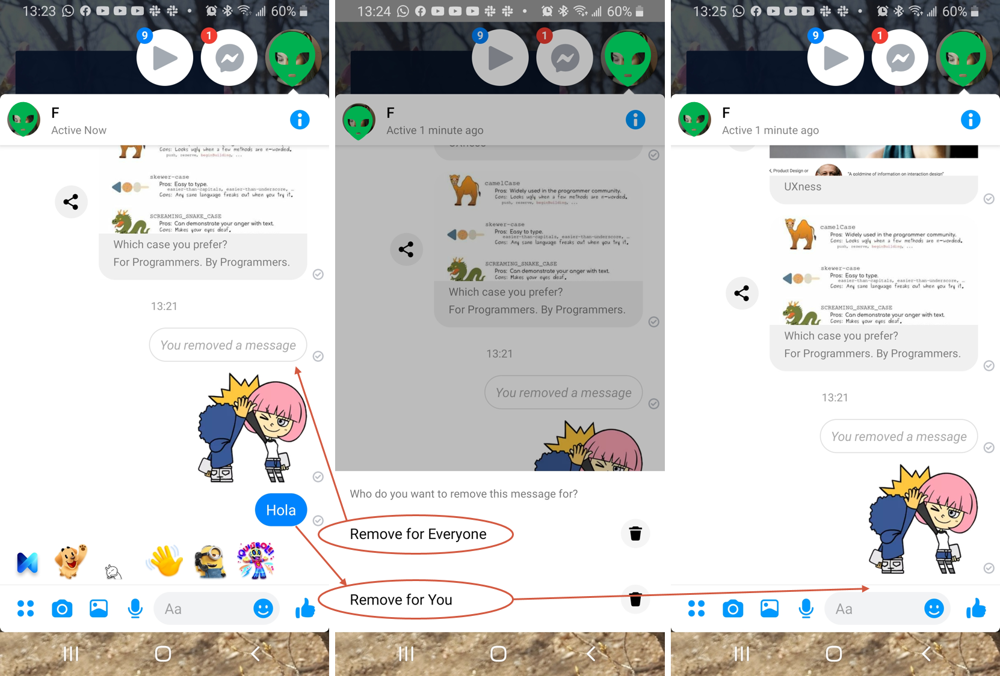 13:23
60%
9
1
F
Active Now
Cons: Looks ugly when a few methods are n-worded.
push, reserve, beginBuilding, ...
skewer-case
Pros: Easy to type.
easier-than-capitals, easier-than-underscore, …
Cons: Any sane language freaks out when you try it.
SCREAMING_SNAKE_CASE
Pros: Can demonstrate your anger with text.
Cons: Makes your eyes deaf.
Which case you prefer?
For Programmers. By Programmers.
13:21
You removed a message
Hola
¡QUIÚBOLE!
Aa
13:24
60%
9
1
F
Active 1 minute ago
UXness
camelCase
Pros: Widely used in the programmer community.
Cons: Looks ugly when a few methods are n-worded.
push, reserve, beginBuilding, ...
skewer-case
Pros: Easy to type.
easier-than-capitals, easier-than-underscore, …
Cons: Any sane language freaks out when you try it.
SCREAMING_SNAKE_CASE
Pros: Can demonstrate your anger with text.
Cons: Makes your eyes deaf.
Which case you prefer?
For Programmers. By Programmers.
13:21
You removed a message
Who do you want to remove this message for?
Remove for Everyone
Remove for You
13:25
60%
9
1
F
Active 1 minute ago
, Product Design or
"A goldmine of information on interaction design"
UXness
camelCase
Pros: Widely used in the programmer community.
Cons: Looks ugly when a few methods are n-worded.
push, reserve, beginBuilding, ...
skewer-case
Pros: Easy to type.
easier-than-capitals, easier-than-underscore, …
Cons: Any sane language freaks out when you try it.
SCREAMING_SNAKE_CASE
Pros: Can demonstrate your anger with text.
Cons: Makes your eyes deaf.
Which case you prefer?
For Programmers. By Programmers.
13:21
You removed a message
Aa